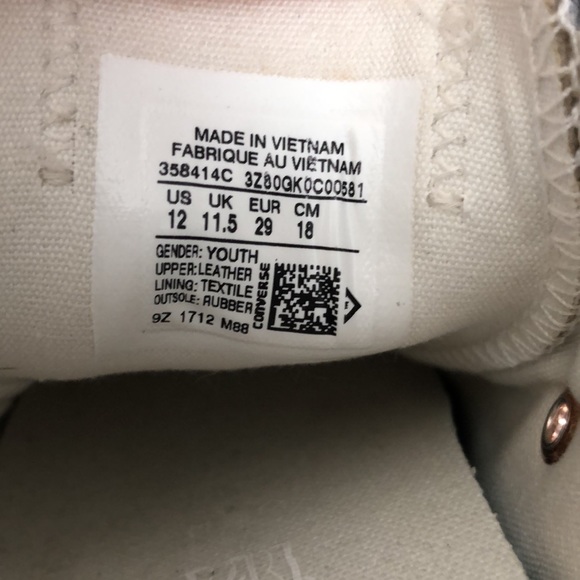 MADE IN VIETNAM
FABRIQUE AU VIETNAM
358414C 3Z80GK0C00581
US UK EUR CM
12 11.5 29 18
GENDER: YOUTH
UPPER: LEATHER
LINING: TEXTILE
OUTSOLE: RUBBER
9Z 1712 M88
CONVERSE